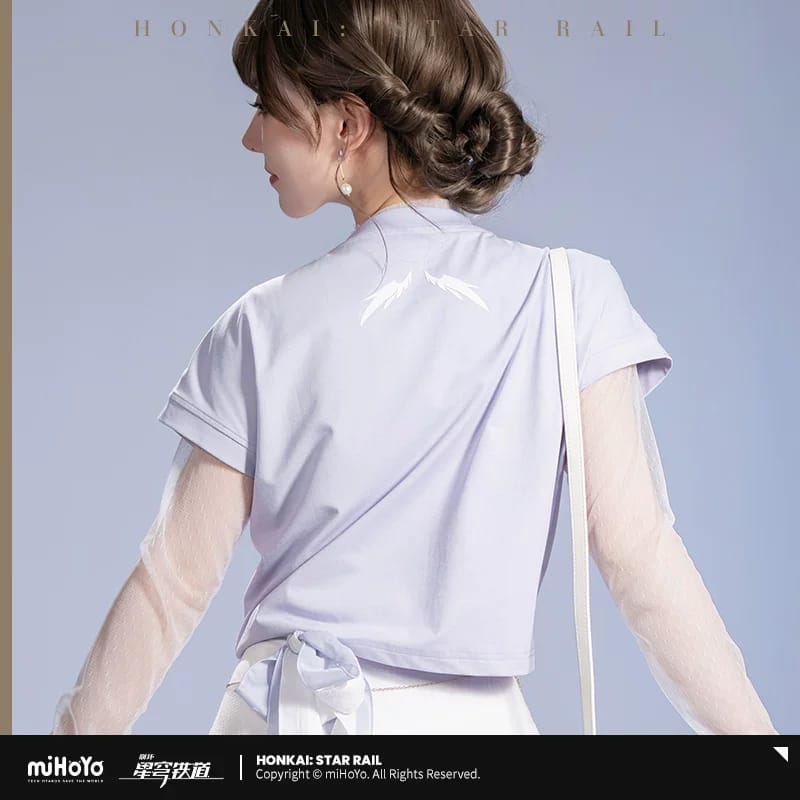 HONKAI: STAR RAIL
miHoYo
TECH OTAKUS SAVE THE WORLD
崩坏
星穹铁道
HONKAI: STAR RAIL
Copyright © miHoYo. All Rights Reserved.